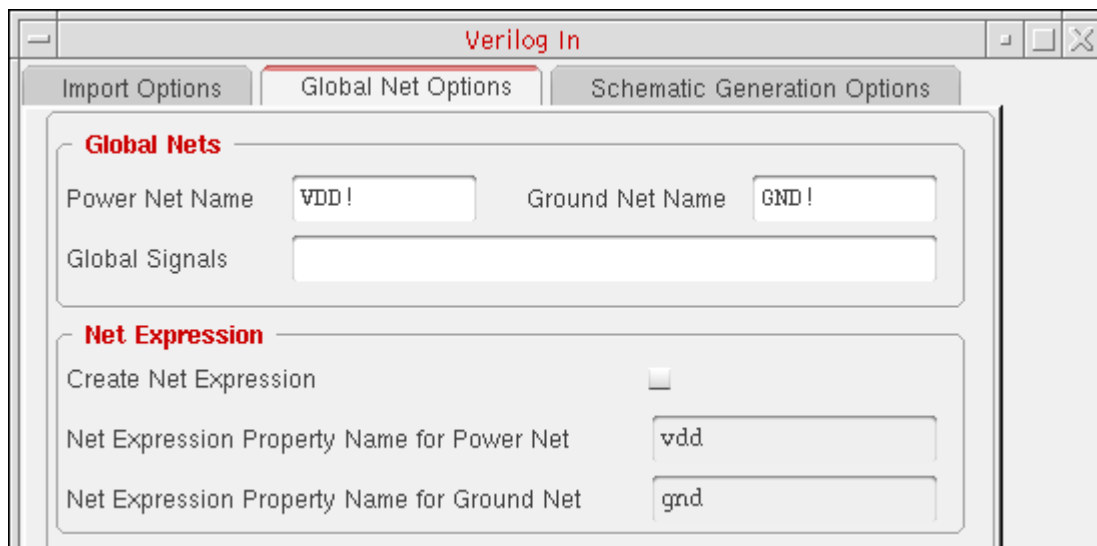 Verilog In
Import Options Global Net Options Schematic Generation Options
Global Nets
Power Net Name VDD! Ground Net Name GND!
Global Signals
Net Expression
Create Net Expression
Net Expression Property Name for Power Net vdd
Net Expression Property Name for Ground Net gnd